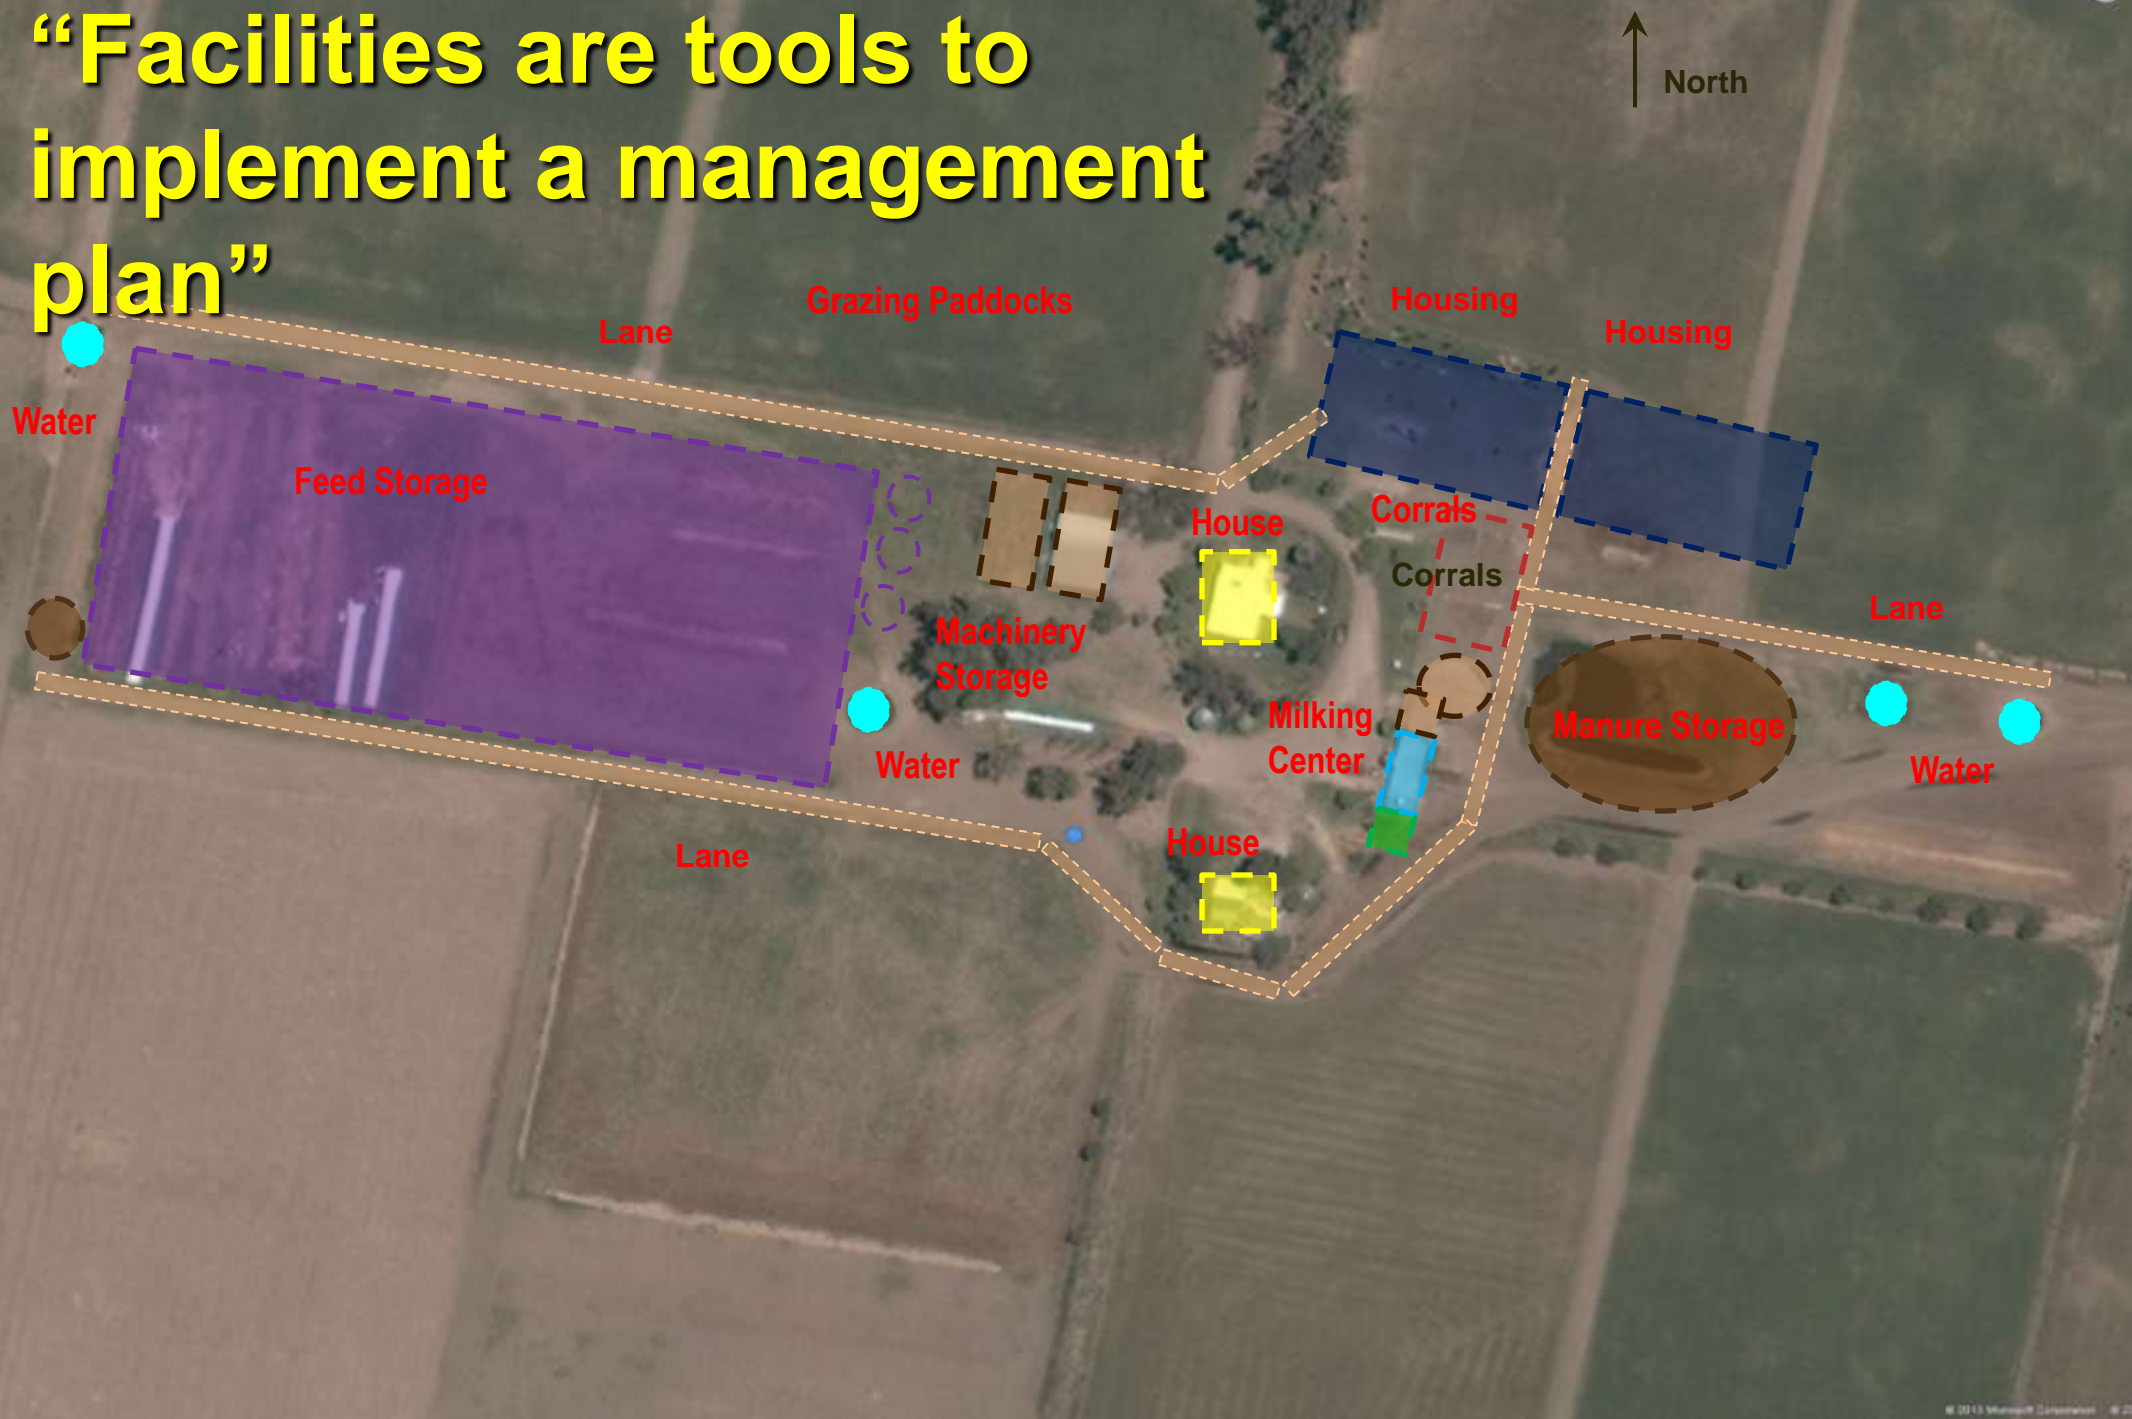 “Facilities are tools to
implement a management
plan”
North
Grazing Paddocks
Housing
Lane
Housing
Water
Feed Storage
Corrals
House
Corrals
Lane
Machinery
Storage
Milking
Center
Manure Storage
Water
Water
House
Lane